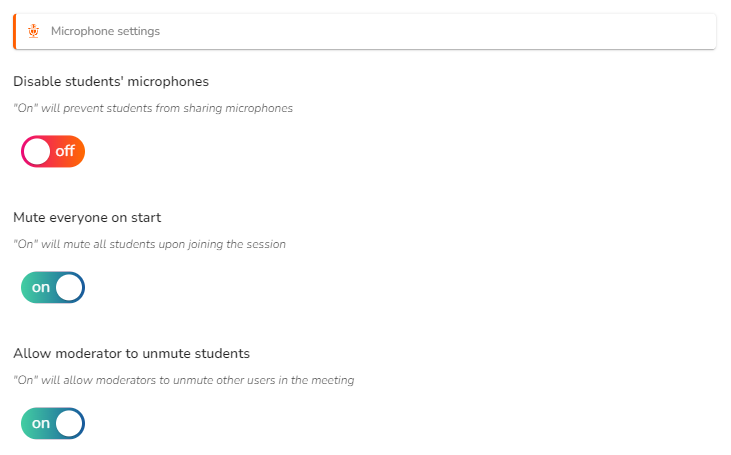 Microphone settings
Disable students' microphones
"On" will prevent students from sharing microphones
off
Mute everyone on start
"On" will mute all students upon joining the session
on
Allow moderator to unmute students
"On" will allow moderators to unmute other users in the meeting
on